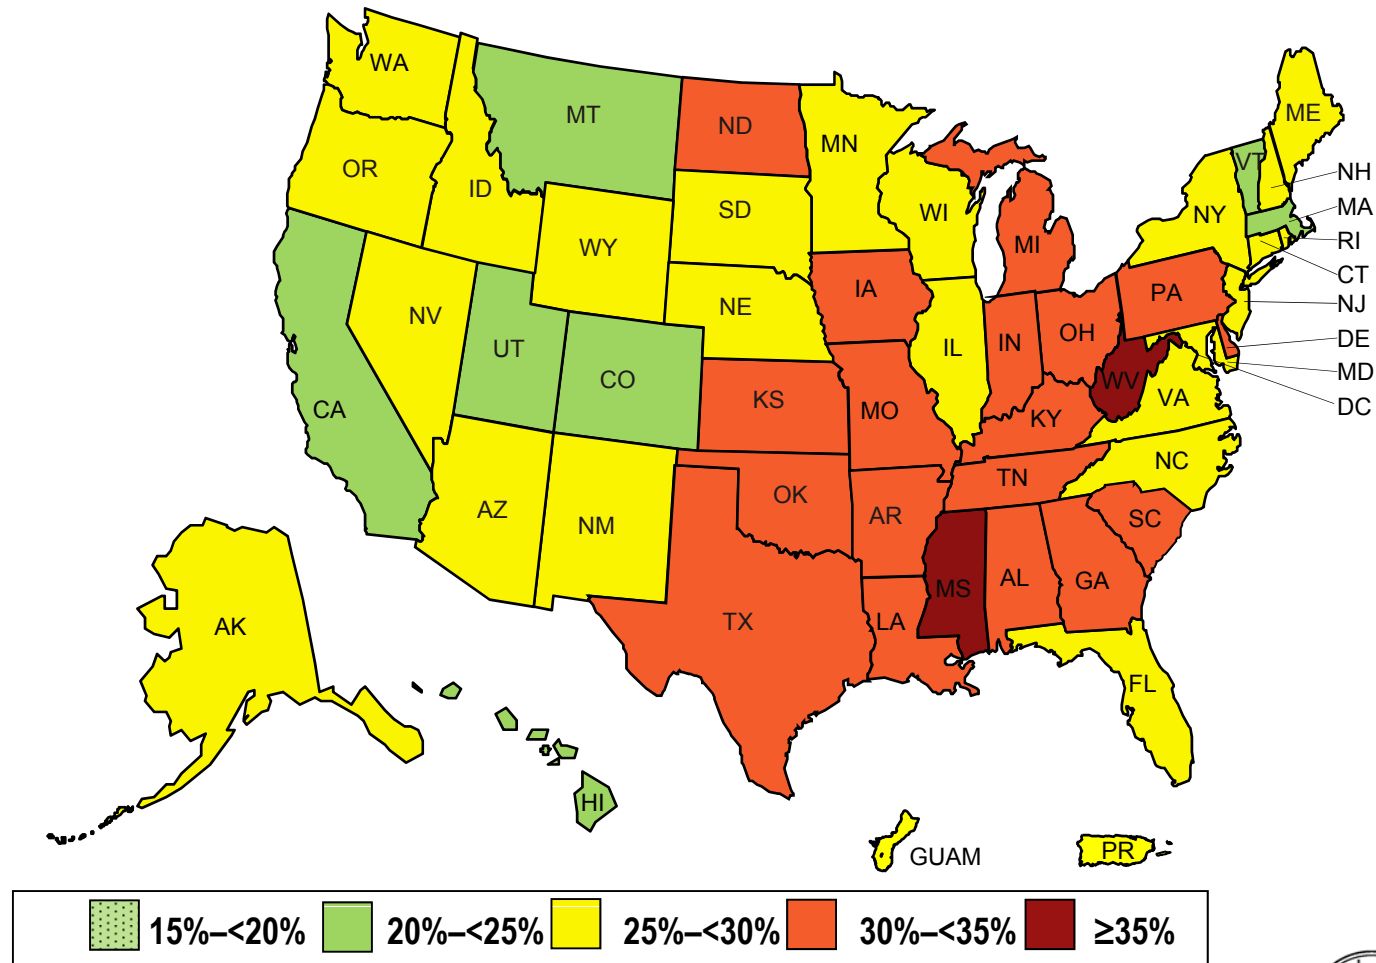 WA
MT
ND
MN
ME
OR
ID
SD
WI
MI
VT
NH
NY
MA
WY
RI
CT
NV
NE
IA
PA
NJ
UT
CO
IL
IN
OH
DE
MD
DC
CA
KS
MO
KY
WV
VA
AZ
NM
OK
AR
TN
NC
SC
MS
AL
GA
TX
LA
FL
AK
HI
GUAM
PR
15%–<20%
20%–<25%
25%–<30%
30%–<35%
≥35%